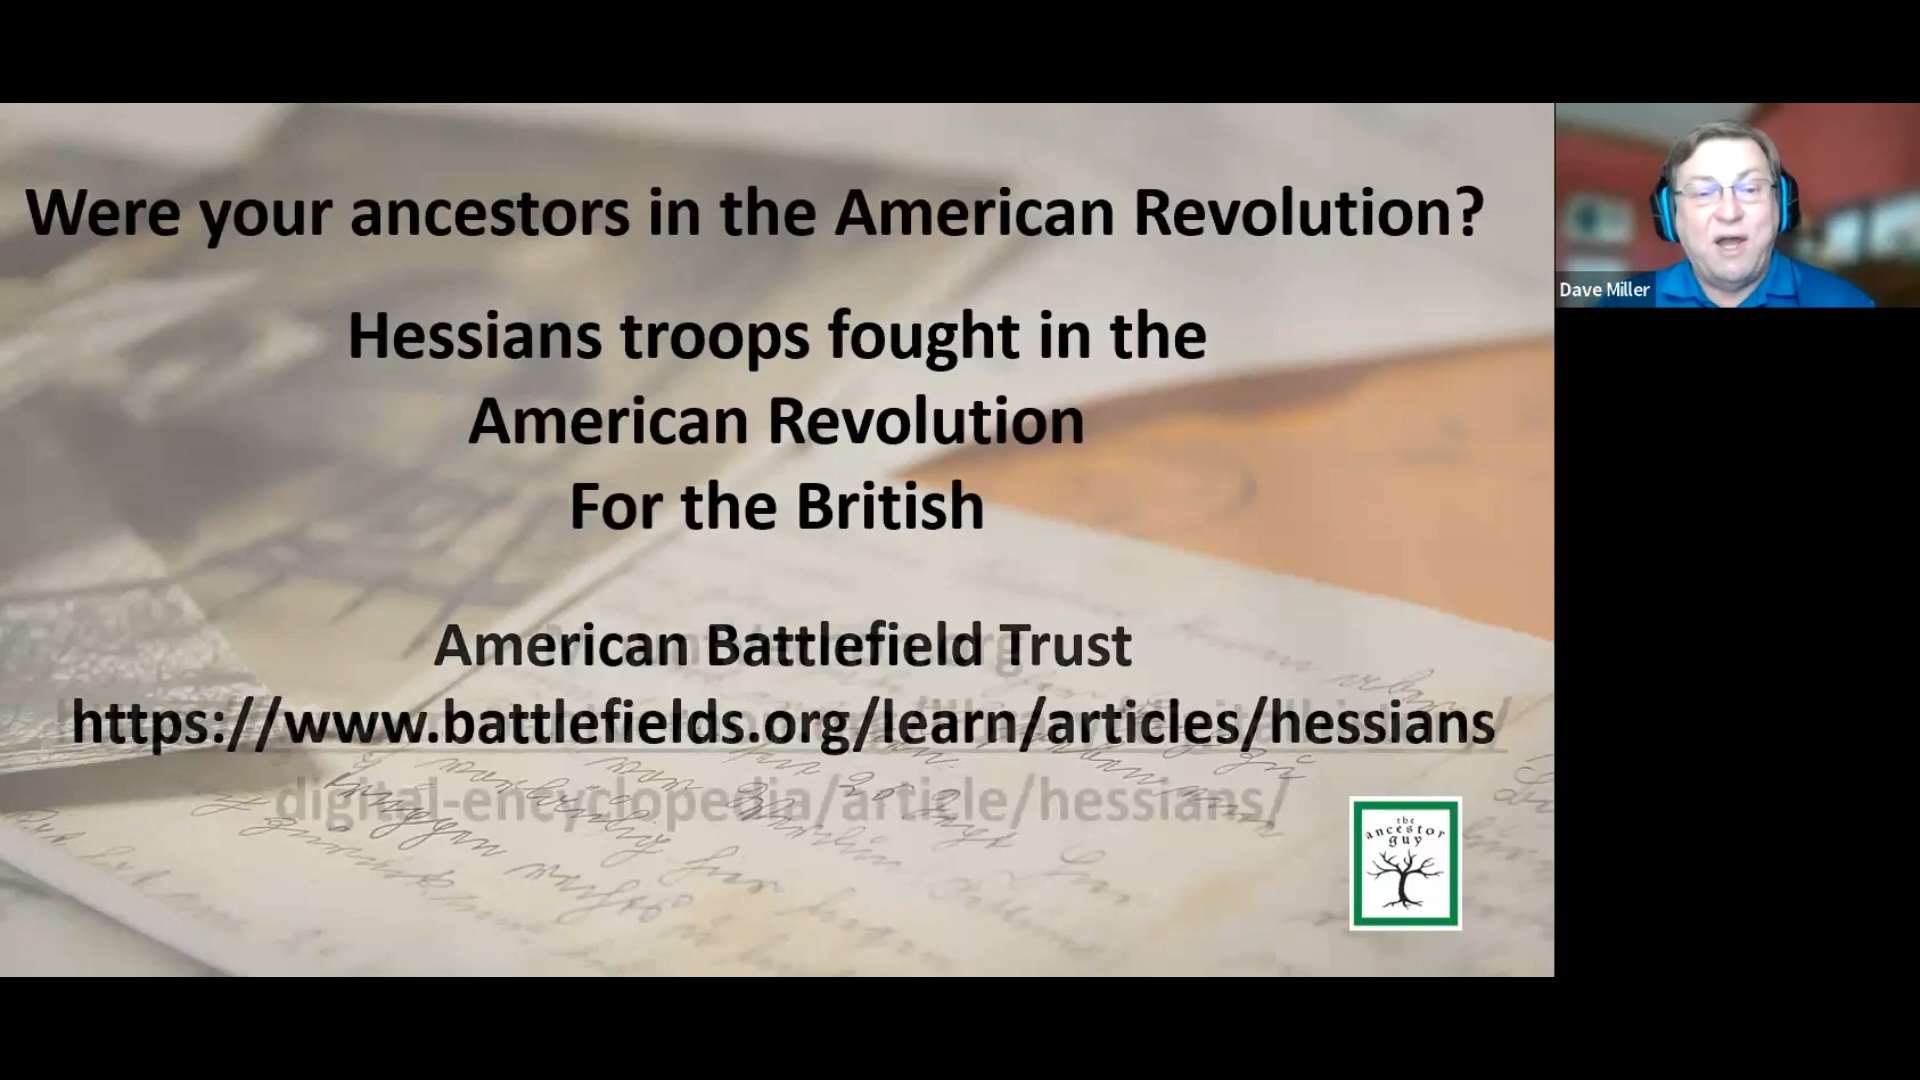 Were your ancestors in the American Revolution?
Hessians troops fought in the
American Revolution
For the British
American Battlefield Trust
https://www.battlefields.org/learn/articles/hessians
digital-encyclopedia/article/hessians/
the
ancestor
guy
Dave Miller